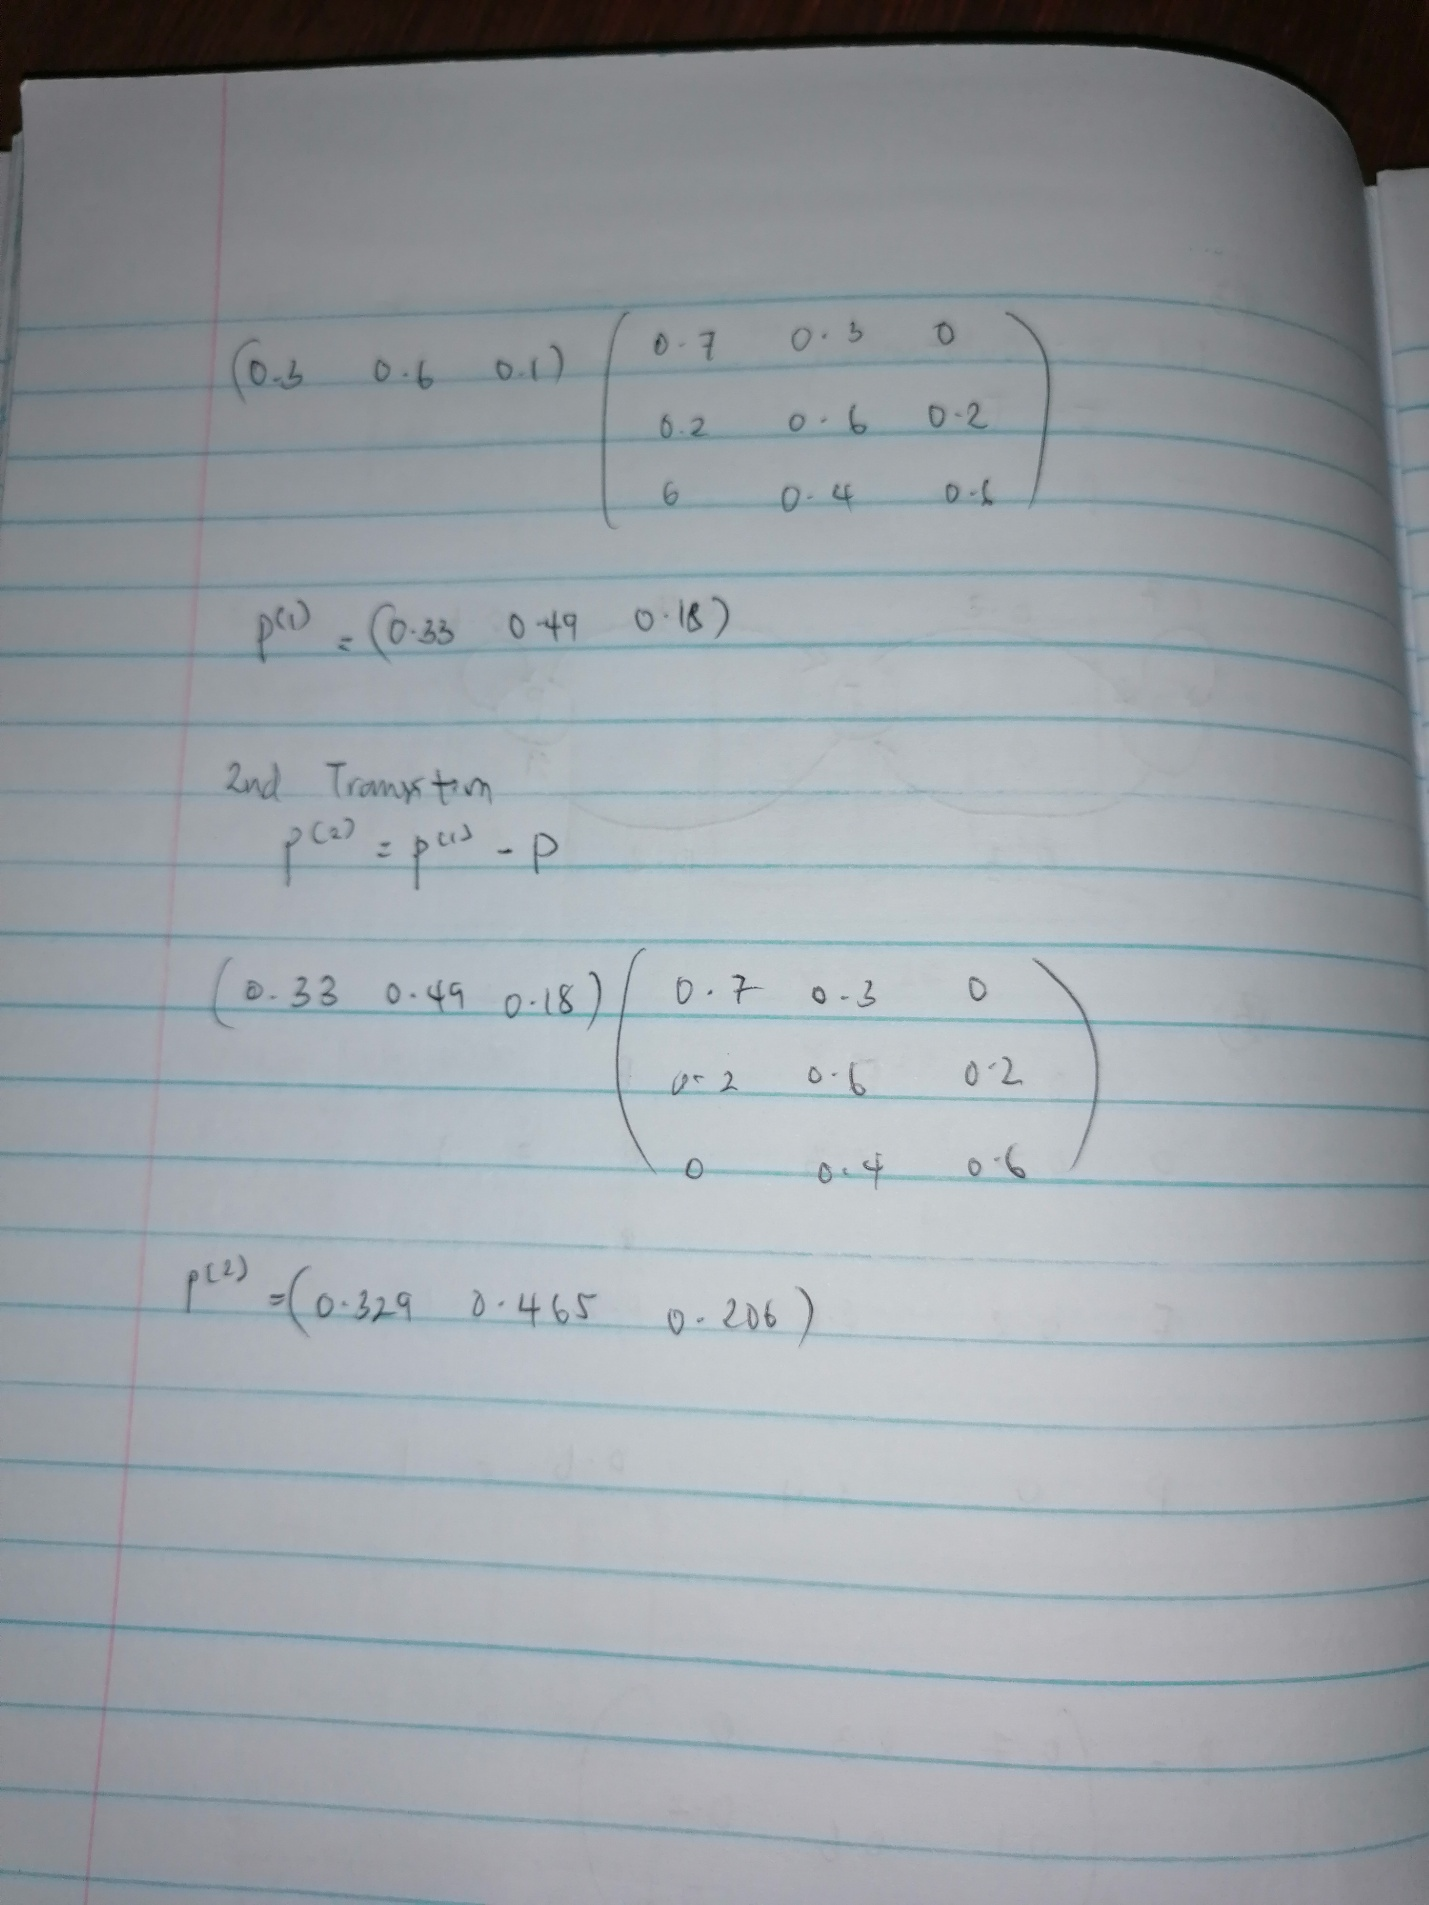 (0.3 0.6 0.1) ( 0.7 0.3 0
0.2 0.6 0.2
0 0.4 0.6 )
p(1) = (0.33 0.49 0.18)
2nd Transition
p(2) = p(1) - P
(0.33 0.49 0.18) ( 0.7 0.3 0
0.2 0.6 0.2
0 0.4 0.6 )
p(2) = (0.329 0.465 0.206)